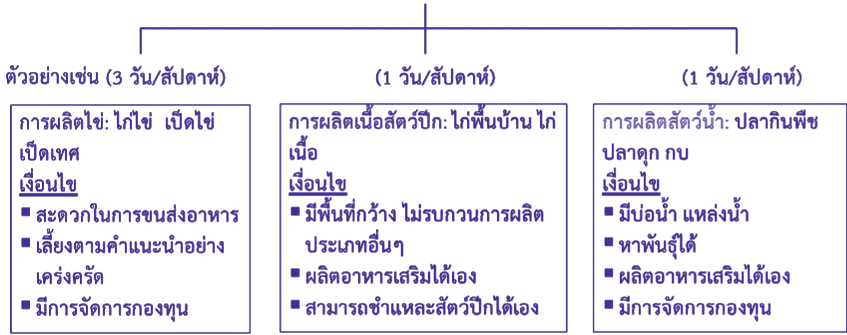 ตัวอย่างเช่น (3 วัน/สัปดาห์)
(1 วัน/สัปดาห์)
(1 วัน/สัปดาห์)
การผลิตไข่: ไก่ไข่ เป็ดไข่
เป็ดเทศ
เงื่อนไข
▪ สะดวกในการขนส่งอาหาร
▪ เลี้ยงตามคำแนะนำอย่าง
เคร่งครัด
▪ มีการจัดการกองทุน
การผลิตเนื้อสัตว์ปีก: ไก่พื้นบ้าน ไก่
เนื้อ
เงื่อนไข
▪ มีพื้นที่กว้าง ไม่รบกวนการผลิต
ประเภทอื่นๆ
▪ ผลิตอาหารเสริมได้เอง
▪ สามารถชำแหละสัตว์ปีกได้เอง
การผลิตสัตว์น้ำ: ปลากินพืช
ปลาดุก กบ
เงื่อนไข
▪ มีบ่อน้ำ แหล่งน้ำ
▪ หาพันธุ์ได้
▪ ผลิตอาหารเสริมได้เอง
▪ มีการจัดการกองทุน